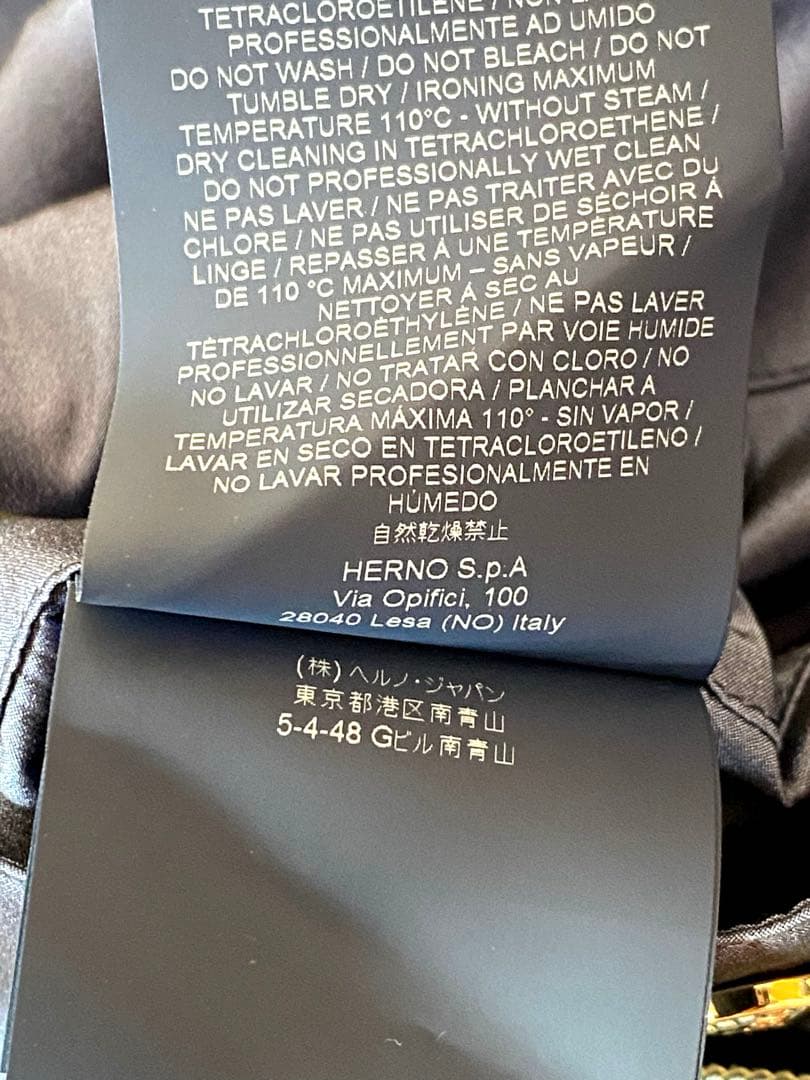 TETRACLOROETILENE / NON
PROFESSIONALMENTE AD UMIDO
DO NOT WASH / DO NOT BLEACH / DO NOT
TUMBLE DRY / IRONING MAXIMUM
TEMPERATURE 110°C - WITHOUT STEAM /
DRY CLEANING IN TETRACHLOROETHENE /
DO NOT PROFESSIONALLY WET CLEAN
NE PAS LAVER / NE PAS TRAITER AVEC DU
CHLORE / NE PAS UTILISER DE SÉCHOIR À
LINGE / REPASSER À UNE TEMPÉRATURE
DE 110 °C MAXIMUM – SANS VAPEUR /
NETTOYER À SEC AU
TÉTRACHLOROÉTHYLÈNE / NE PAS LAVER
PROFESSIONNELLEMENT PAR VOIE HUMIDE
NO LAVAR / NO TRATAR CON CLORO / NO
UTILIZAR SECADORA / PLANCHAR A
TEMPERATURA MÁXIMA 110° - SIN VAPOR /
LAVAR EN SECO EN TETRACLOROETILENO /
NO LAVAR PROFESIONALMENTE EN
HÚMEDO
自然乾燥禁止
HERNO S.p.A
Via Opifici, 100
28040 Lesa (NO) Italy
(株) ヘルノ・ジャパン
東京都港区南青山
5-4-48 Gビル南青山